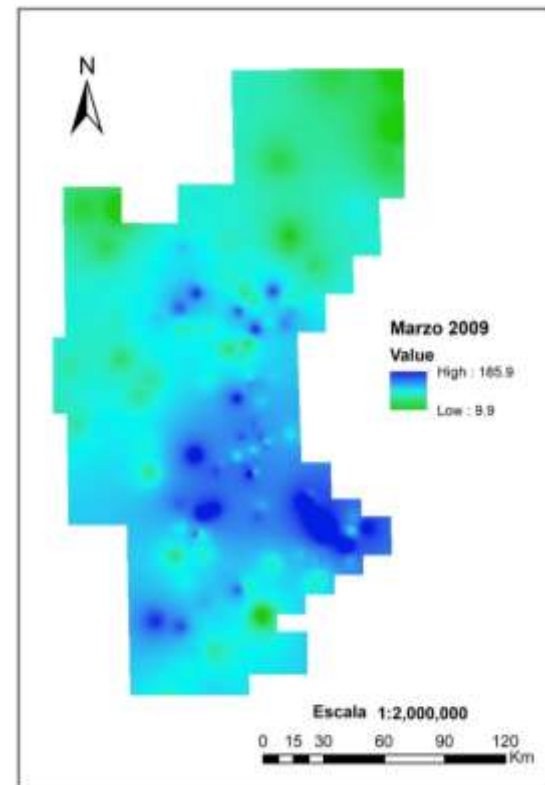 N
Marzo 2009
Value
High : 165.9
Low : 9.9
Escala 1:2,000,000
0 15 30 60 90 120
Km